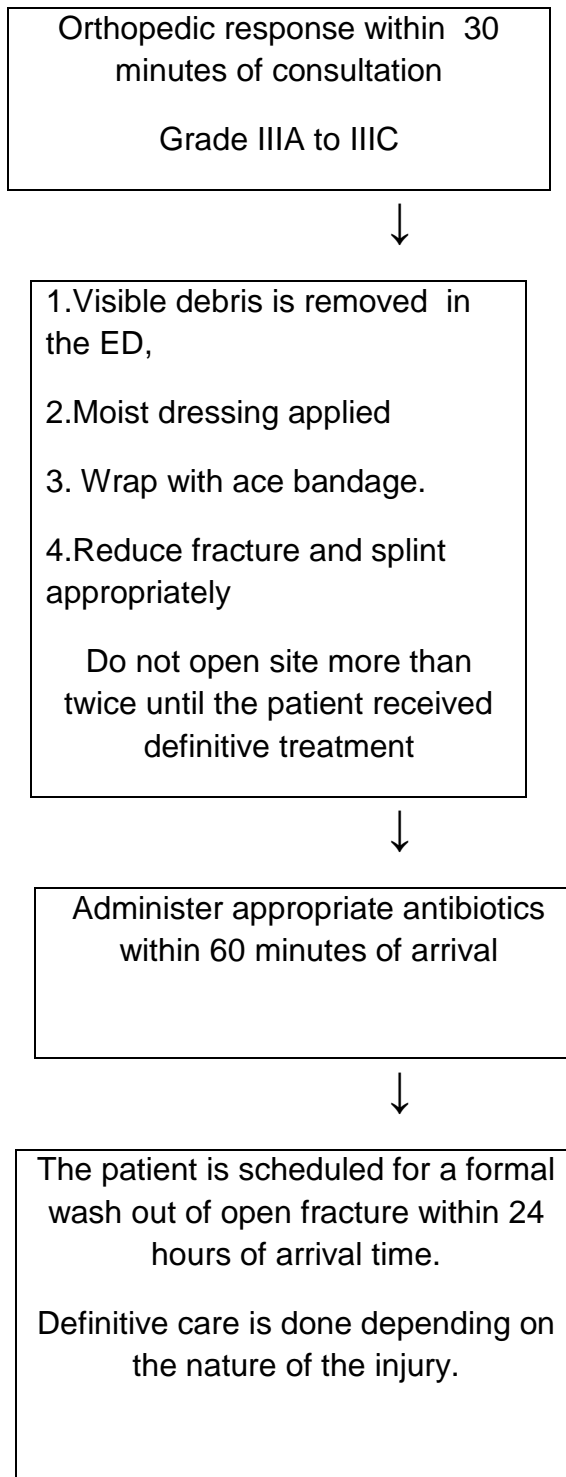 Orthopedic response within  30
minutes of consultation
Grade IIIA to IIIC
↓
1.Visible debris is removed  in
the ED,
2.Moist dressing applied
3. Wrap with ace bandage.
4.Reduce fracture and splint
appropriately
Do not open site more than
twice until the patient received
definitive treatment
↓
Administer appropriate antibiotics
within 60 minutes of arrival
↓
The patient is scheduled for a formal
wash out of open fracture within 24
hours of arrival time.
Definitive care is done depending on
the nature of the injury.